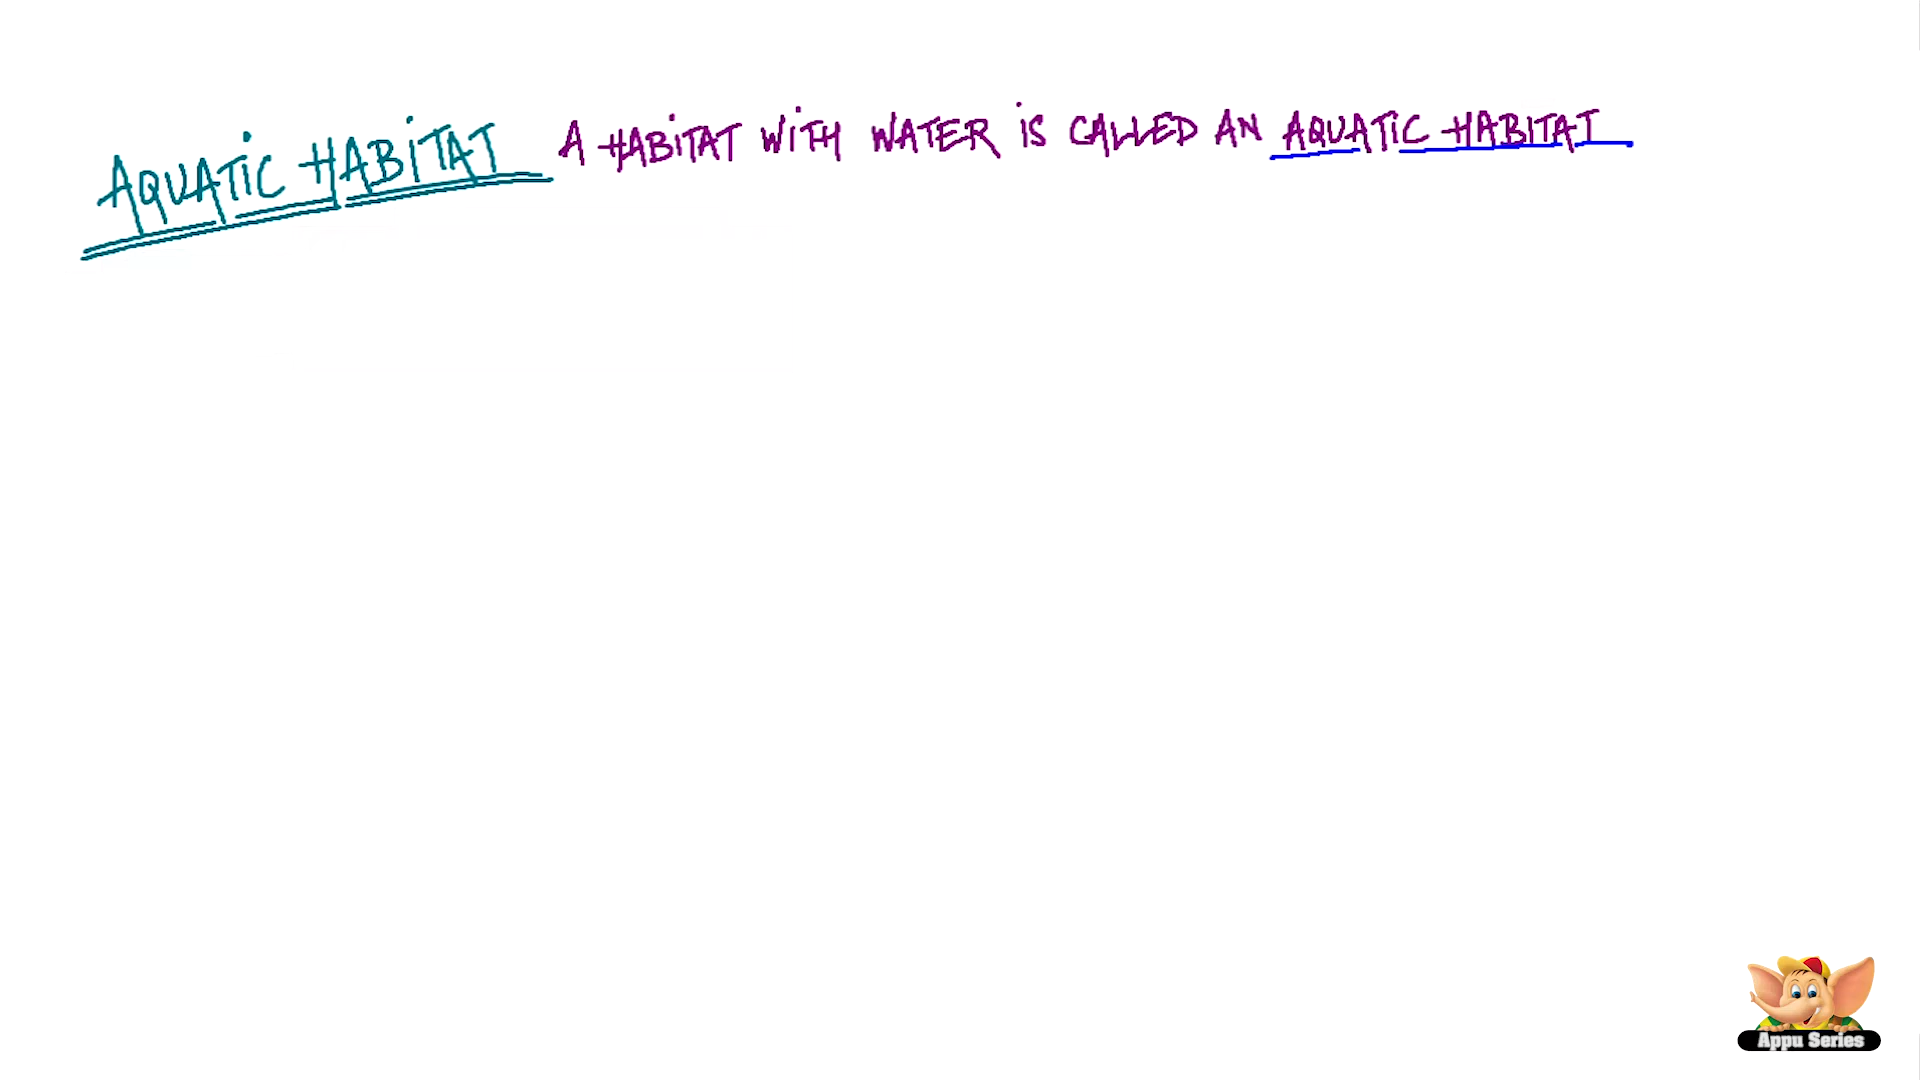 AQUATIC HABITAT
A HABITAT WITH WATER IS CALLED AN AQUATIC HABITAT
Appu Series